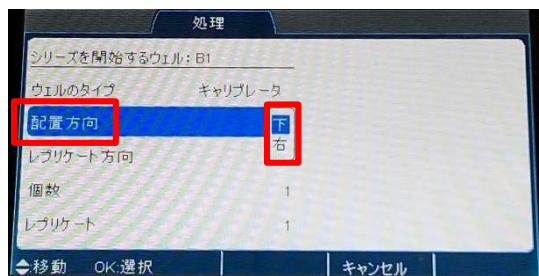 処理
シリーズを開始するウェル: B1
ウェルのタイプ キャリブレータ
配置方向 下
右
レプリケート方向
個数 1
レプリケート 1
移動 OK:選択 キャンセル